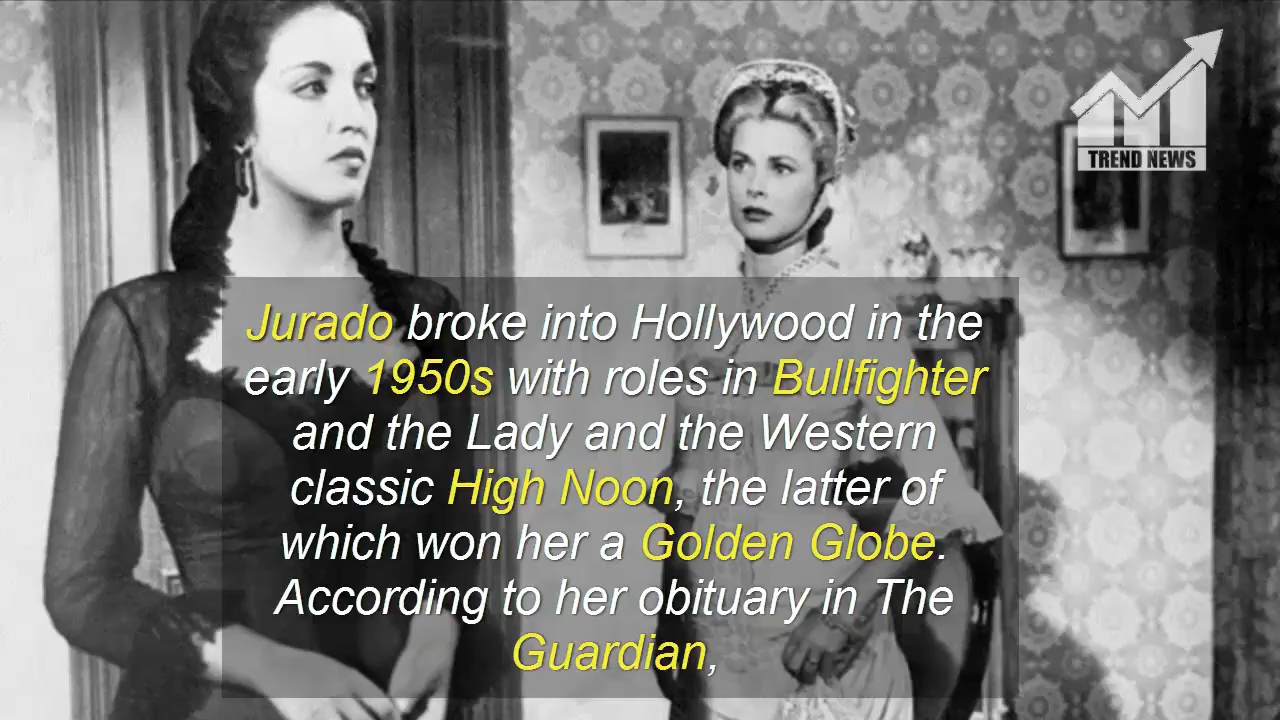 TREND NEWS
Jurado broke into Hollywood in the
early 1950s with roles in Bullfighter
and the Lady and the Western
classic High Noon, the latter of
which won her a Golden Globe.
According to her obituary in The
Guardian,